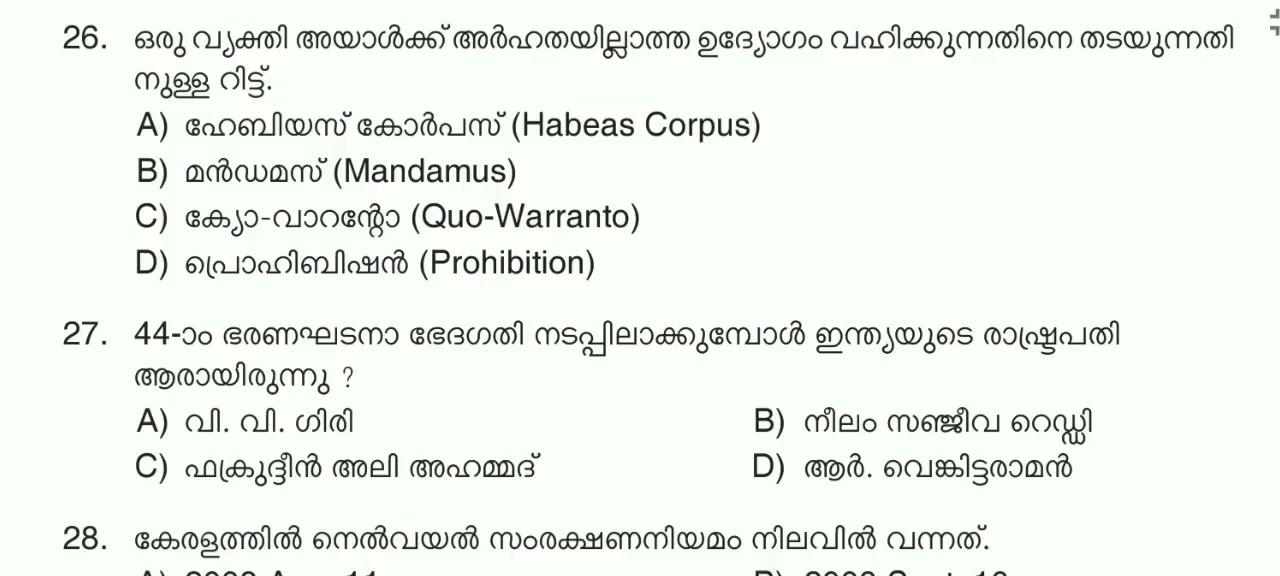 26. ഒരു വ്യക്തി അയാൾക്ക് അർഹതയില്ലാത്ത ഉദ്യോഗം വഹിക്കുന്നതിനെ തടയുന്നതി
നുള്ള റിട്ട്.
A) ഹേബിയസ് കോർപസ് (Habeas Corpus)
B) മൻഡമസ് (Mandamus)
C) ക്യോ-വാറന്റോ (Quo-Warranto)
D) പ്രൊഹിബിഷൻ (Prohibition)
27. 44-ാം ഭരണഘടനാ ഭേദഗതി നടപ്പിലാക്കുമ്പോൾ ഇന്ത്യയുടെ രാഷ്ട്രപതി
ആരായിരുന്നു ?
A) വി. വി. ഗിരി B) നീലം സഞ്ജീവ റെഡ്ഡി
C) ഫക്രുദ്ദീൻ അലി അഹമ്മദ് D) ആർ. വെങ്കിട്ടരാമൻ
28. കേരളത്തിൽ നെൽവയൽ സംരക്ഷണനിയമം നിലവിൽ വന്നത്.